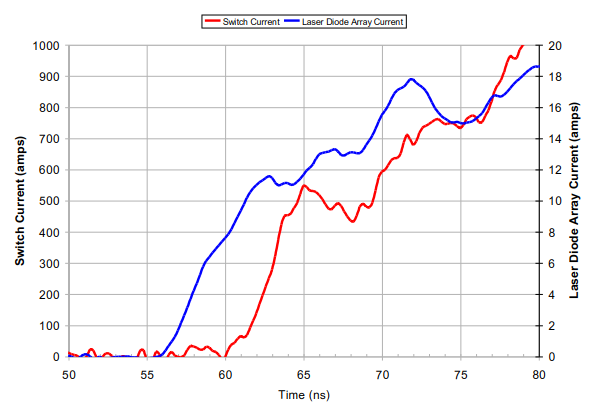 Switch Current Laser Diode Array Current
1000 20
900 18
800 16
700 14
600 12
500 10
400 8
300 6
200 4
100 2
0 0
50 55 60 65 70 75 80
Time (ns)
Switch Current (amps)
Laser Diode Array Current (amps)